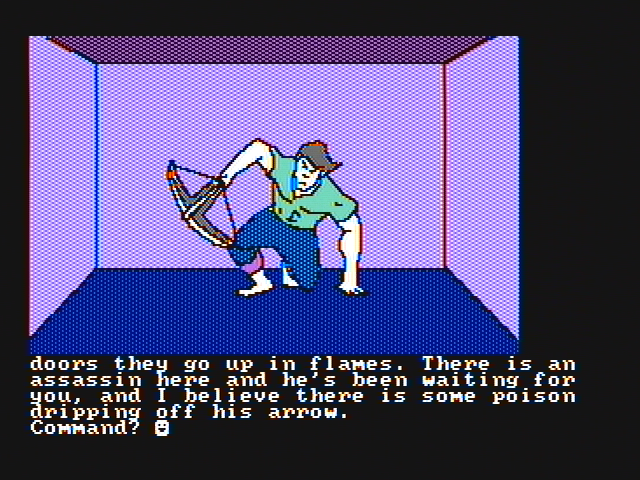 doors they go up in flames. There is an
assassin here and he's been waiting for
you, and I believe there is some poison
dripping off his arrow.
Command?